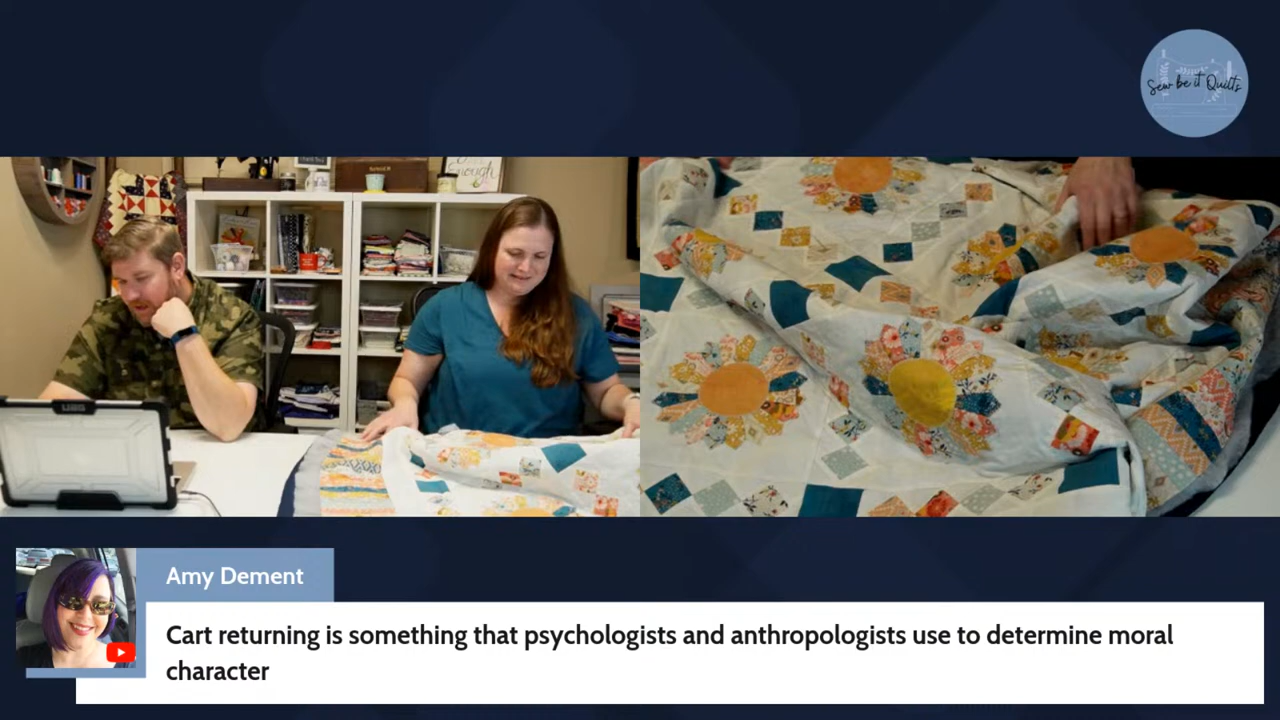 Sew be it Quilts
Enough
Amy Dement
Cart returning is something that psychologists and anthropologists use to determine moral
character